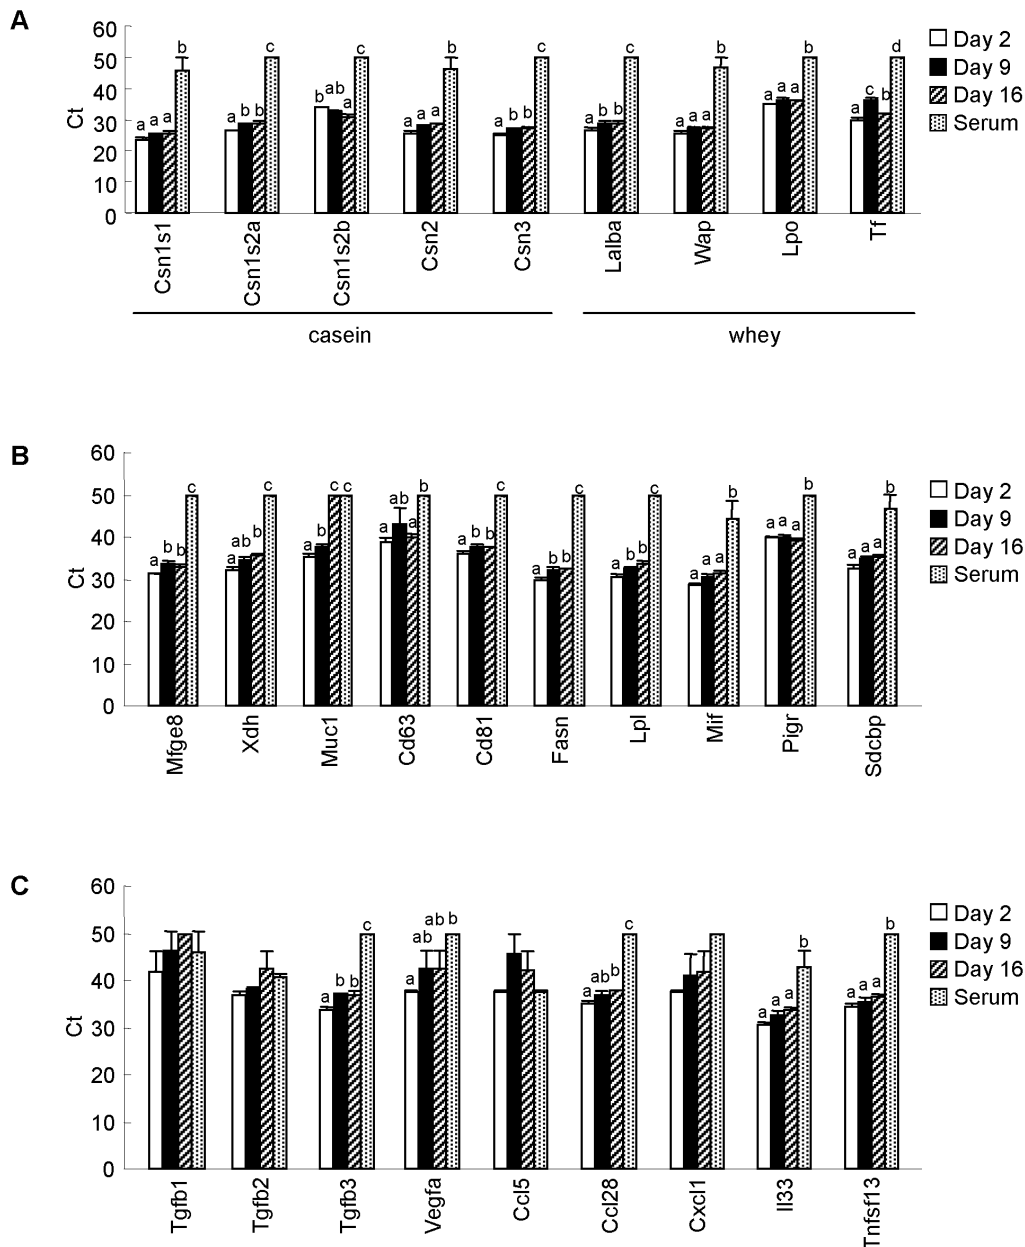 A
60
50
40
30
20
10
0
Ct
a a a b
a b b c
b ab a c
a a a b
a b b c
a b b c
a a a b
a a a b
a c b d
Day 2
Day 9
Day 16
Serum
Csn1s1
Csn1s2a
Csn1s2b
Csn2
Csn3
Lalba
Wap
Lpo
Tf
casein
whey
B
60
50
40
30
20
10
0
Ct
a b b c
a ab b c
a b c c
a ab a b
a b b c
a b b c
a b b c
a a a b
a a a b
a a a b
Day 2
Day 9
Day 16
Serum
Mfge8
Xdh
Muc1
Cd63
Cd81
Fasn
Lpl
Mif
Pigr
Sdcbp
C
60
50
40
30
20
10
0
Ct
a b b c
a ab ab b
a ab b c
a a a b
a a a b
Day 2
Day 9
Day 16
Serum
Tgfb1
Tgfb2
Tgfb3
Vegfa
Ccl5
Ccl28
Cxcl1
Il33
Tnfsf13